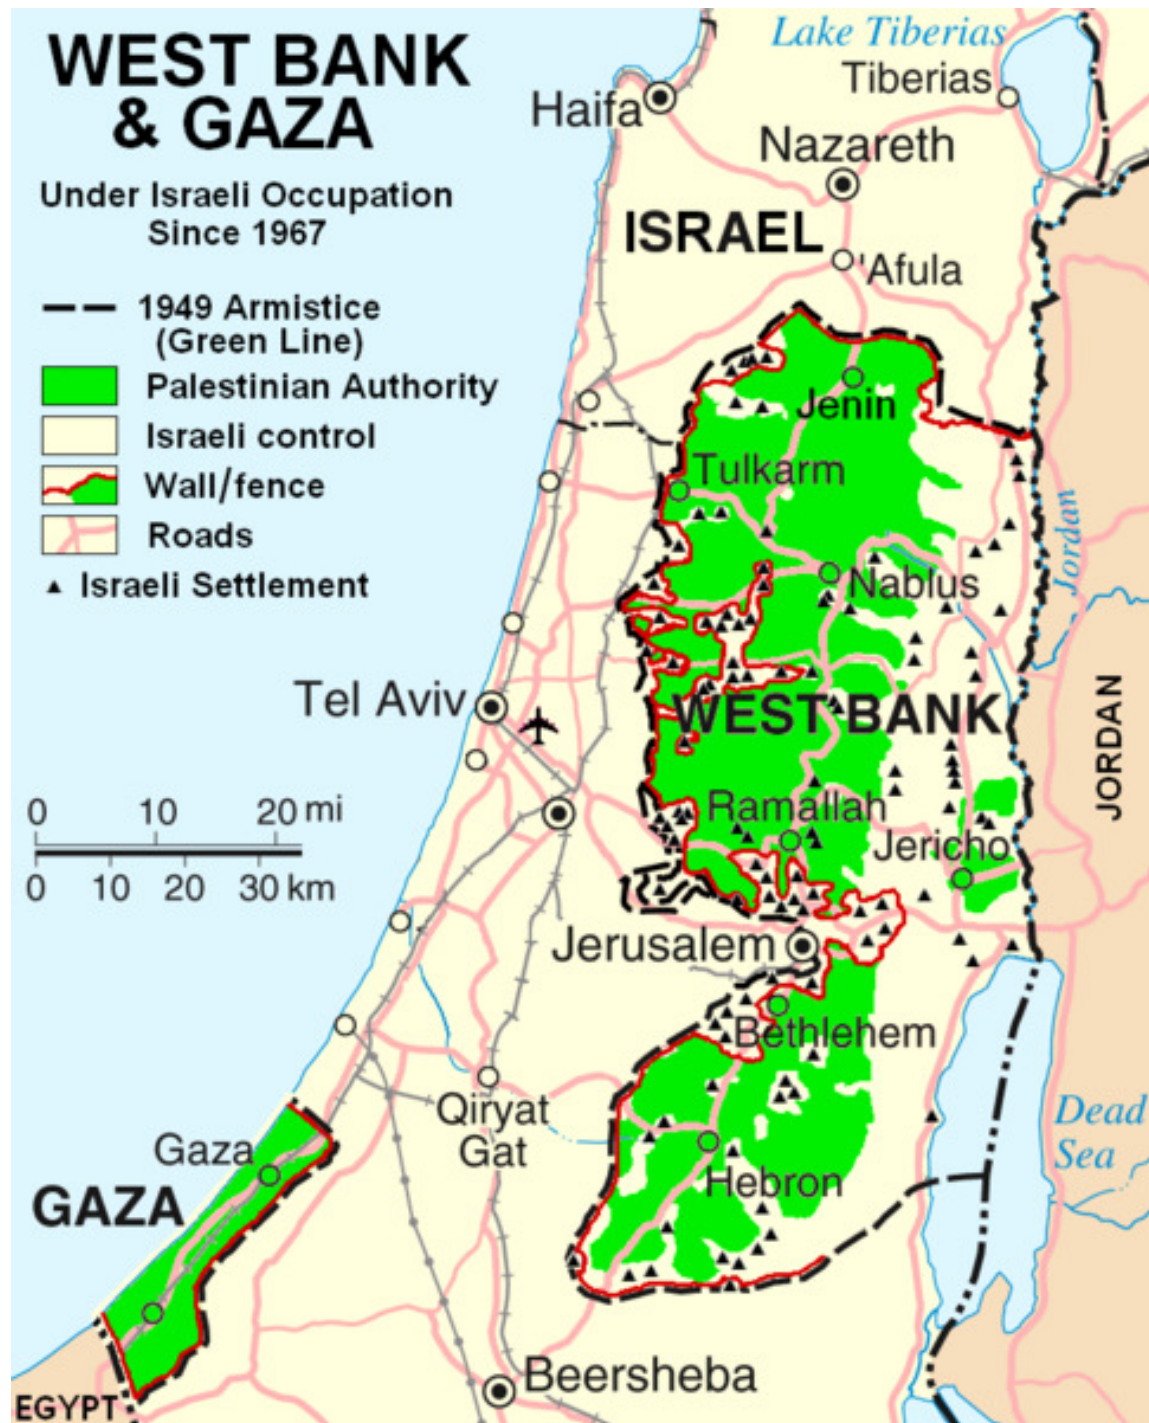 WEST BANK
& GAZA
Under Israeli Occupation
Since 1967
1949 Armistice
(Green Line)
Palestinian Authority
Israeli control
Wall/fence
Roads
Israeli Settlement
Lake Tiberias
Tiberias
Haifa
Nazareth
ISRAEL
'Afula
Jenin
Tulkarm
Nablus
Jordan
Tel Aviv
WEST BANK
JORDAN
0 10 20 mi
0 10 20 30 km
Ramallah
Jericho
Jerusalem
Bethlehem
Qiryat
Gat
Dead
Sea
Gaza
GAZA
Hebron
Beersheba
EGYPT